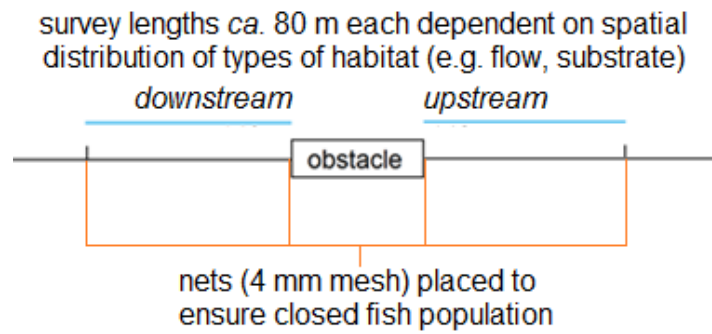 survey lengths ca. 80 m each dependent on spatial
distribution of types of habitat (e.g. flow, substrate)
downstream
upstream
obstacle
nets (4 mm mesh) placed to
ensure closed fish population